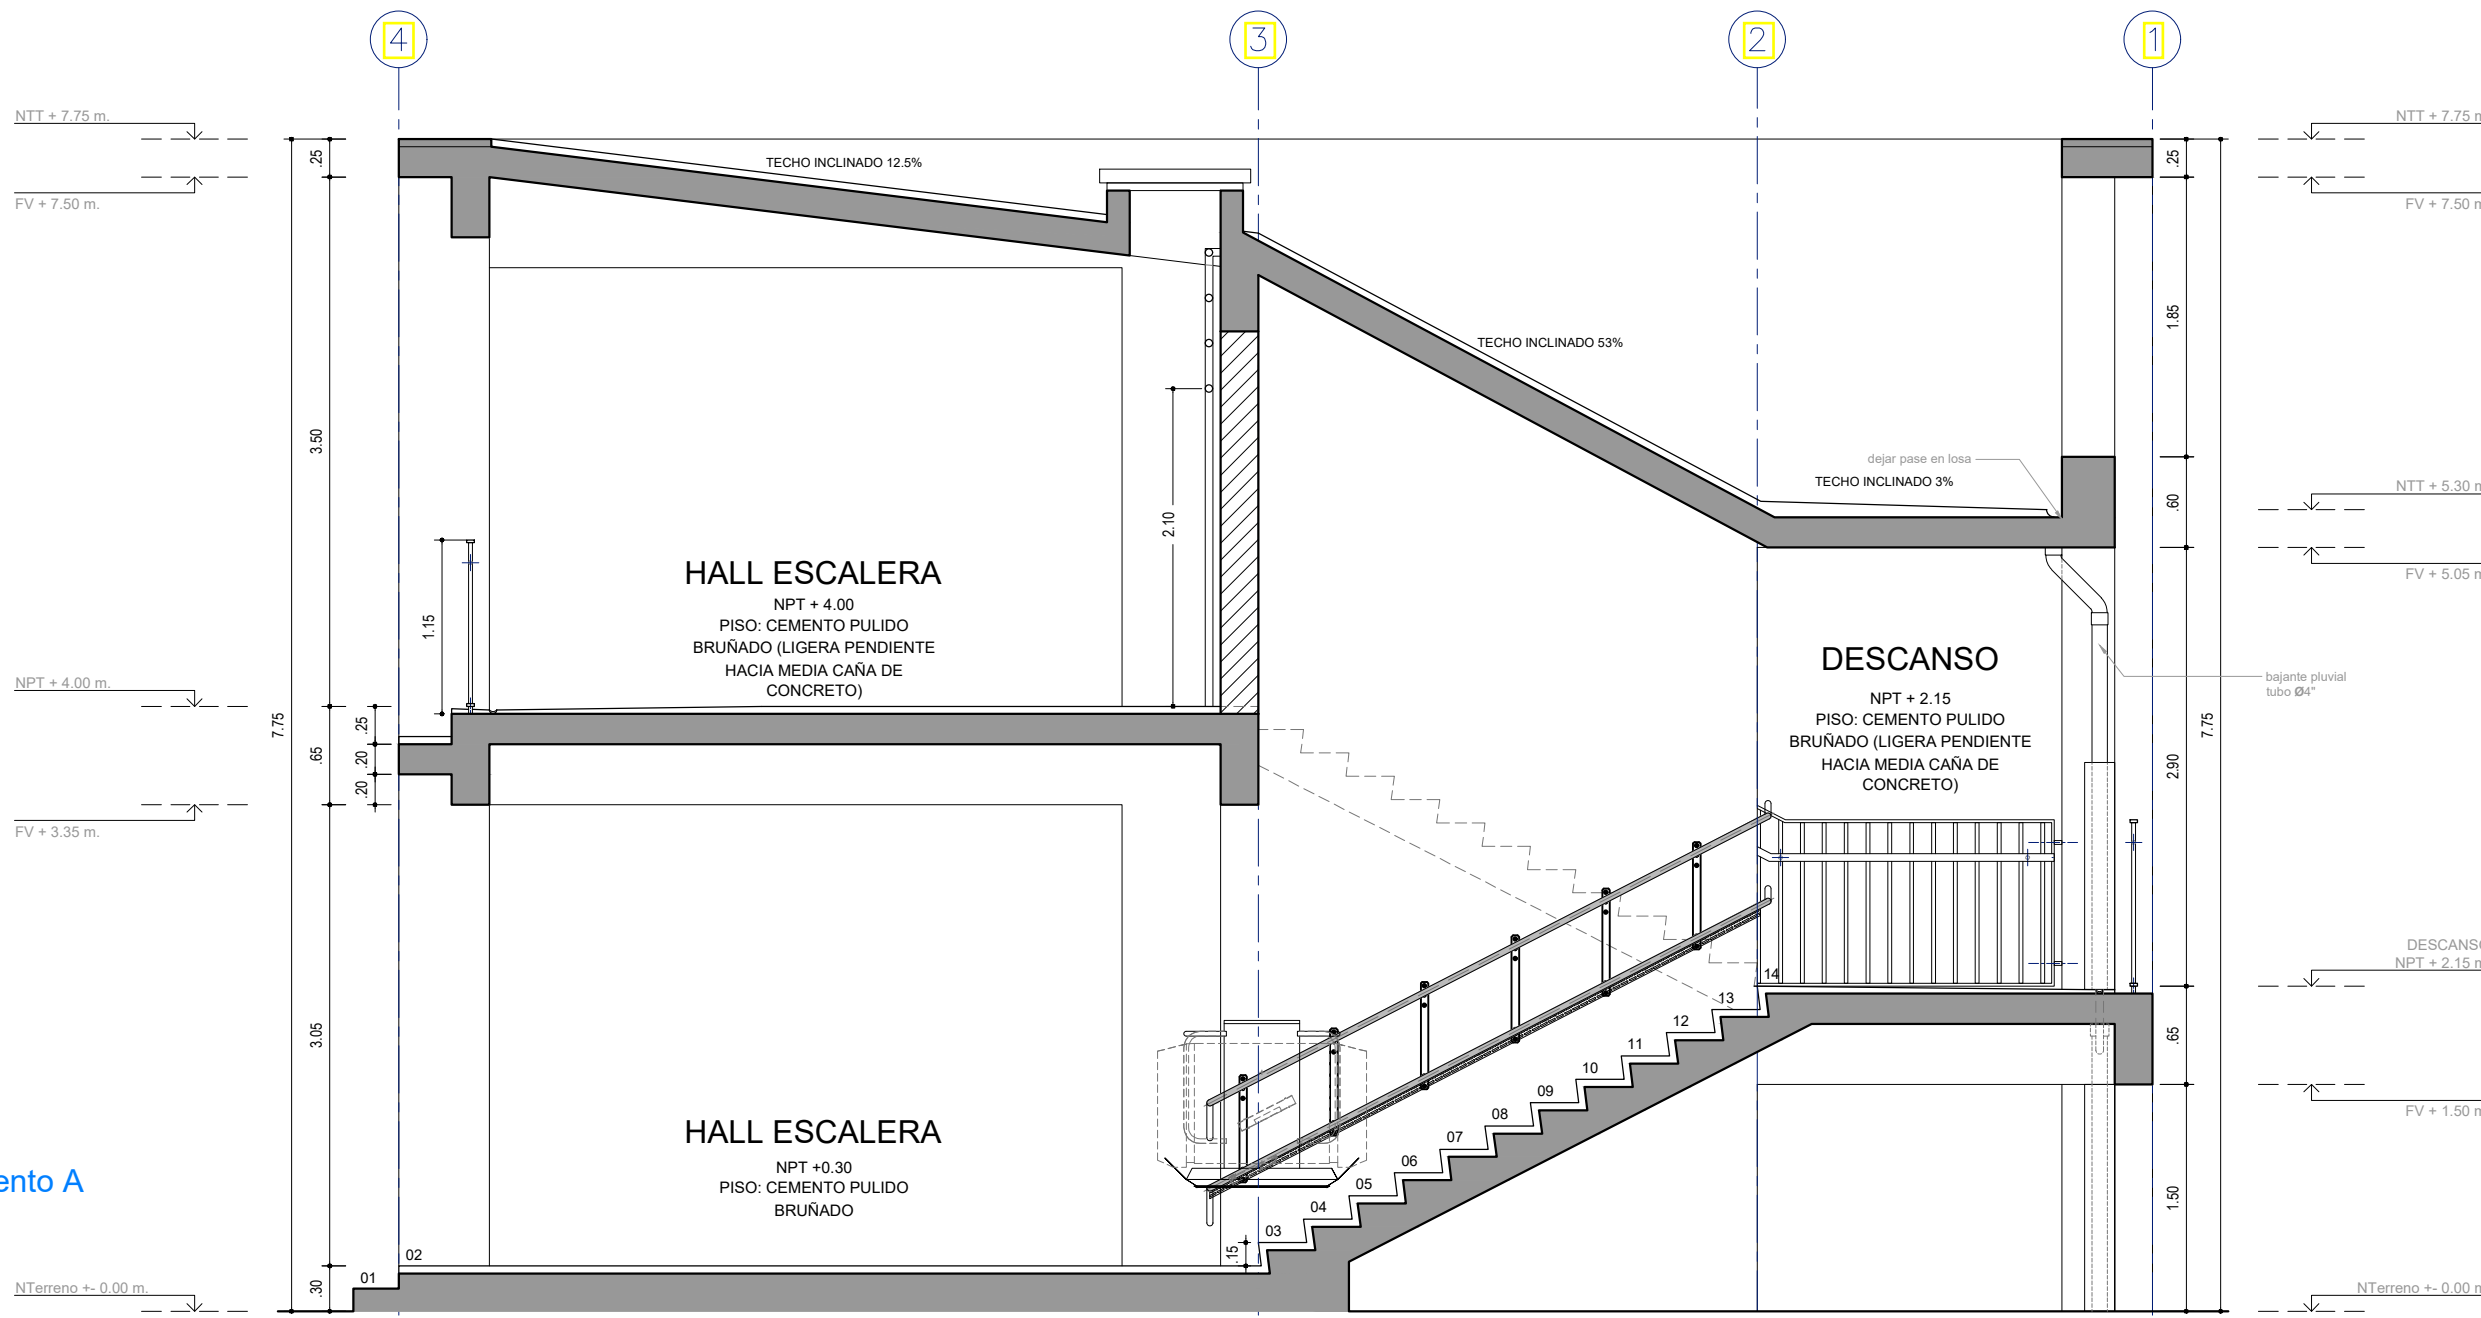 4
3
2
1
NTT + 7.75 m.
FV + 7.50 m.
NPT + 4.00 m.
FV + 3.35 m.
NTerreno +- 0.00 m.
ento A
7.75
.25
3.50
.65
3.05
.30
.25
.20
.20
1.15
TECHO INCLINADO 12.5%
HALL ESCALERA
NPT + 4.00
PISO: CEMENTO PULIDO
BRUÑADO (LIGERA PENDIENTE
HACIA MEDIA CAÑA DE
CONCRETO)
2.10
HALL ESCALERA
NPT +0.30
PISO: CEMENTO PULIDO
BRUÑADO
01
02
.15
03
04
05
06
07
08
09
10
11
12
13
14
TECHO INCLINADO 53%
dejar pase en losa
TECHO INCLINADO 3%
DESCANSO
NPT + 2.15
PISO: CEMENTO PULIDO
BRUÑADO (LIGERA PENDIENTE
HACIA MEDIA CAÑA DE
CONCRETO)
bajante pluvial
tubo Ø4"
.25
1.85
.60
2.90
.65
1.50
7.75
NTT + 7.75 m
FV + 7.50 m
NTT + 5.30 m
FV + 5.05 m
DESCANSO
NPT + 2.15 m
FV + 1.50 m
NTerreno +- 0.00 m